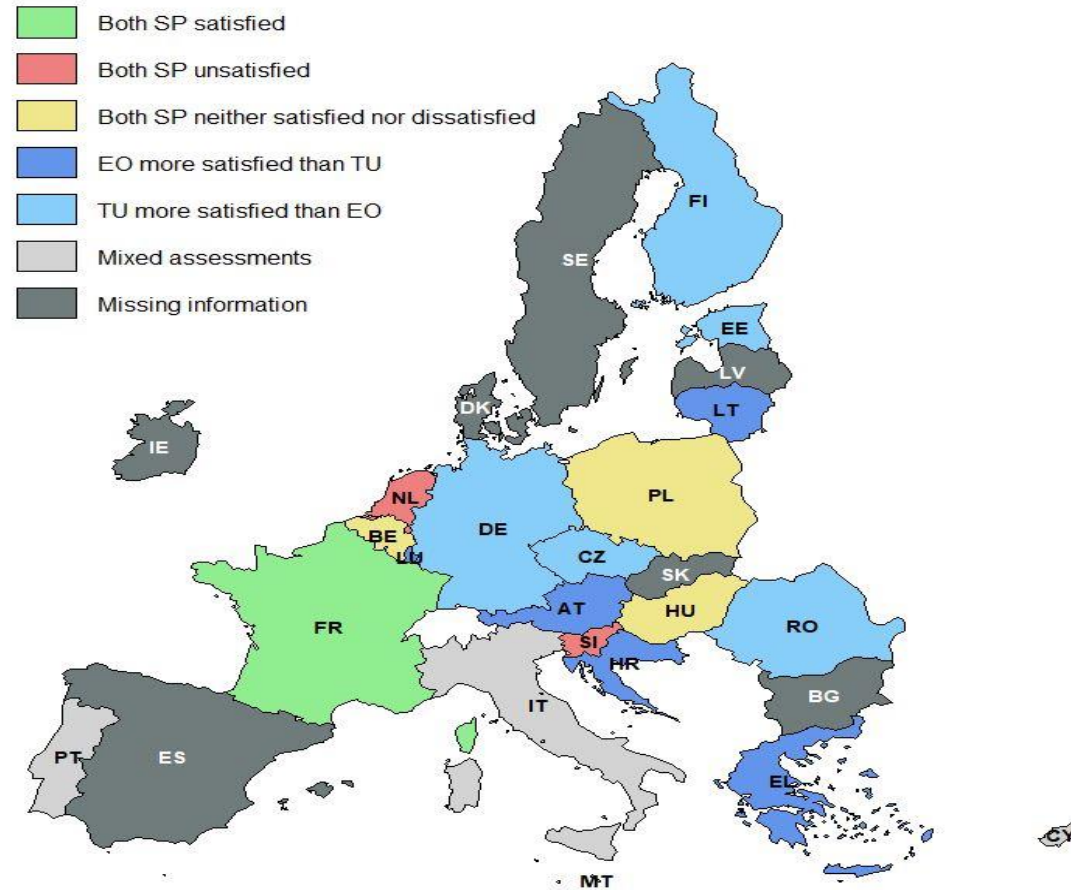 Both SP satisfied
Both SP unsatisfied
Both SP neither satisfied nor dissatisfied
EO more satisfied than TU
TU more satisfied than EO
Mixed assessments
Missing information
FI
SE
EE
LV
LT
DK
IE
NL
PL
BE
DE
LU
CZ
SK
AT
HU
FR
SI
RO
HR
BG
IT
PT
ES
EL
CY
MT